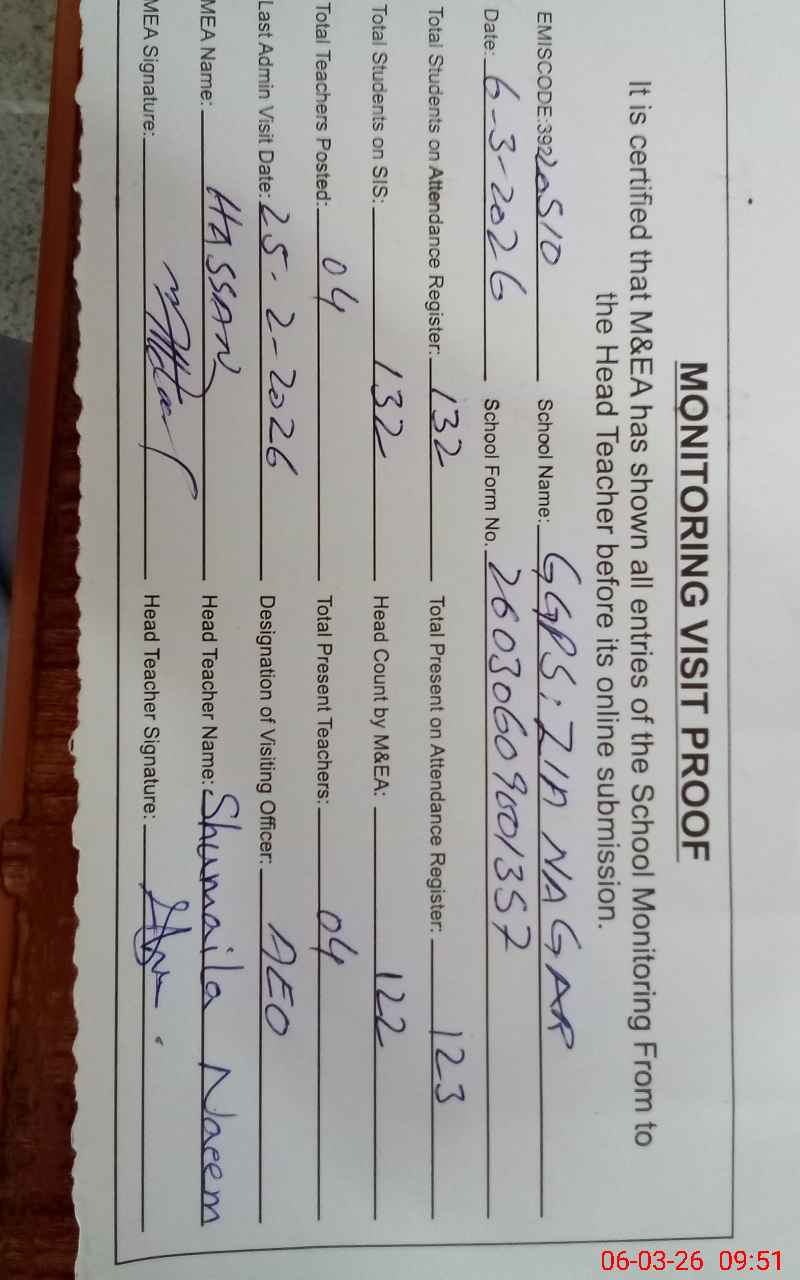 MONITORING VISIT PROOF
It is certified that M&EA has shown all entries of the School Monitoring From to
the Head Teacher before its online submission.
EMISCODE:39220510 School Name: GGPS; ZIA NAGAR
Date: 6-3-2026 School Form No. 2603060901357
Total Students on Attendance Register: 132 Total Present on Attendance Register: 123
Total Students on SIS: 132 Head Count by M&EA: 122
Total Teachers Posted: 04 Total Present Teachers: 04
Last Admin Visit Date: 25-2-2026 Designation of Visiting Officer: AEO
MEA Name: HASSAN Head Teacher Name: Shumaila Naeem
MEA Signature: Head Teacher Signature:
06-03-26 09:51